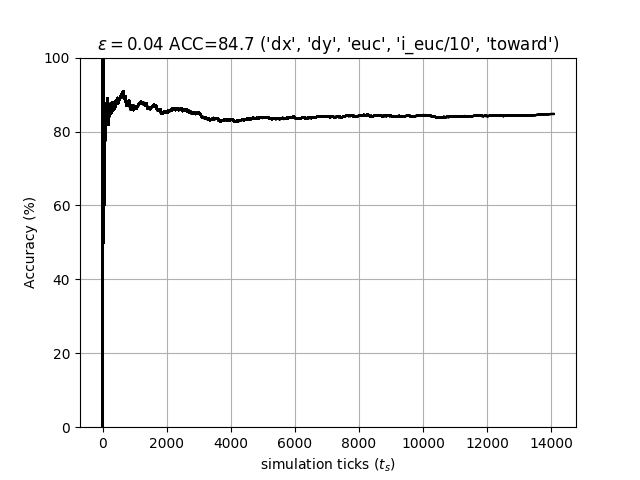 ε = 0.04 ACC=84.7 ('dx', 'dy', 'euc', 'i_euc/10', 'toward')
100
80
60
40
20
0
Accuracy (%)
0 2000 4000 6000 8000 10000 12000 14000
simulation ticks (tₛ)